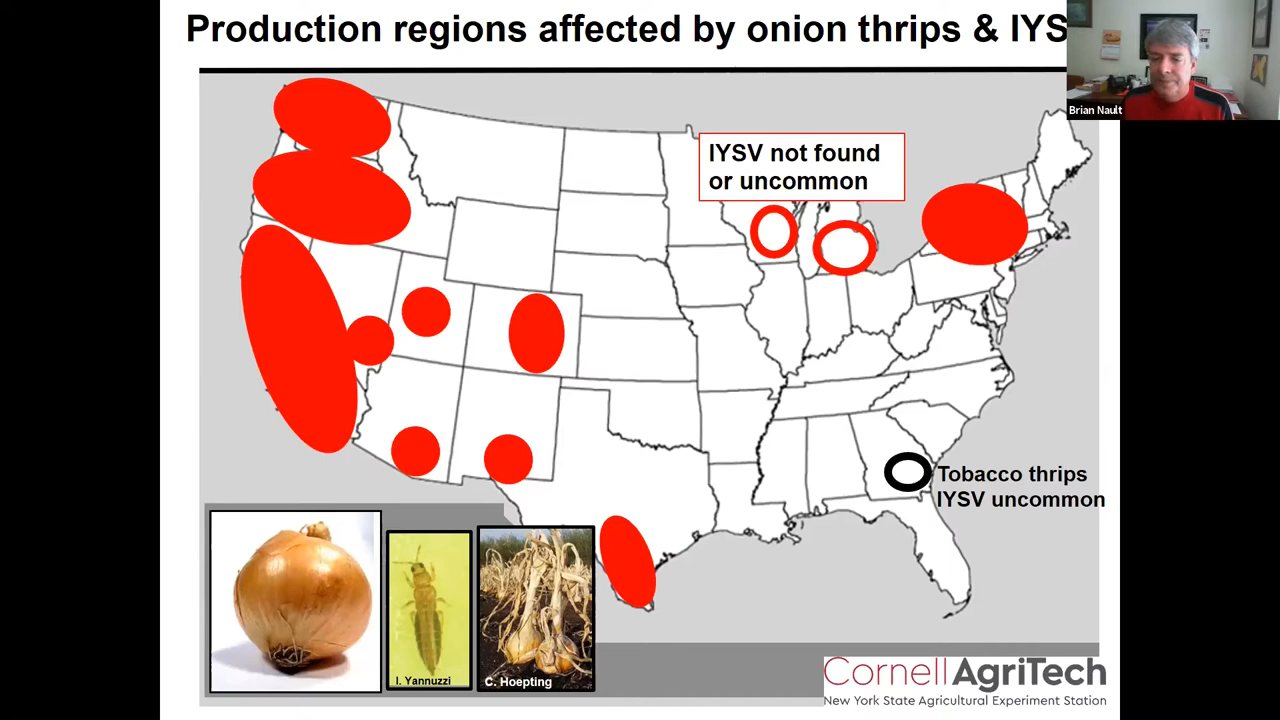 Production regions affected by onion thrips & IYS
Brian Nault
IYSV not found
or uncommon
Tobacco thrips
IYSV uncommon
I. Yannuzzi
C. Hoepting
Cornell AgriTech
New York State Agricultural Experiment Station